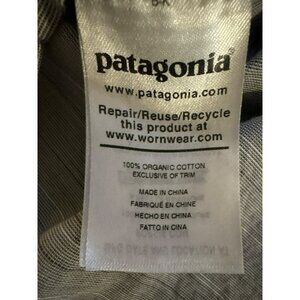 patagonia®
www.patagonia.com
Repair/Reuse/Recycle
this product at
www.wornwear.com
100% ORGANIC COTTON
EXCLUSIVE OF TRIM
MADE IN CHINA
FABRIQUÉ EN CHINE
HECHO EN CHINA
FATTO IN CINA